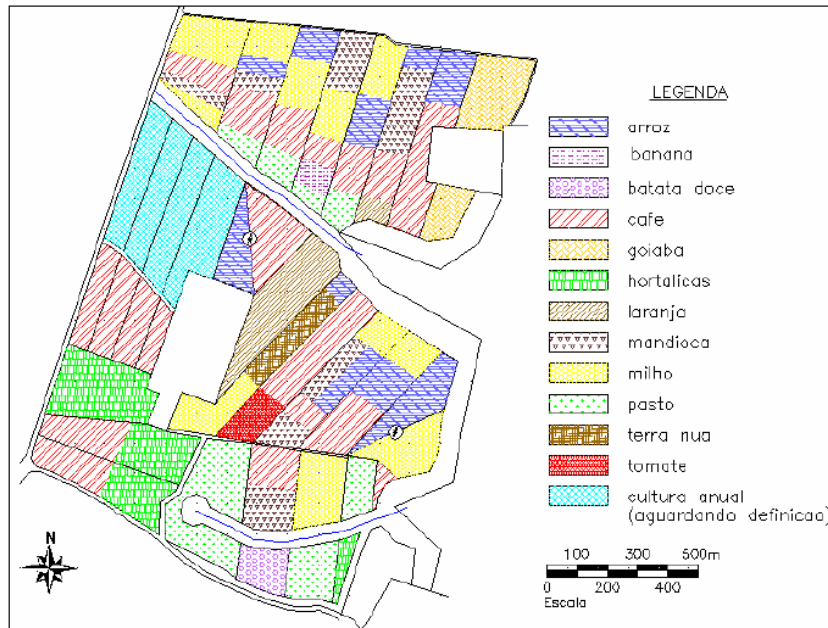 LEGENDA
arroz
banana
batata doce
cafe
goiaba
hortalicas
laranja
mandioca
milho
pasto
terra nua
tomate
cultura anual
(aguardando definicao)
N
100 300 500m
0 200 400
Escala